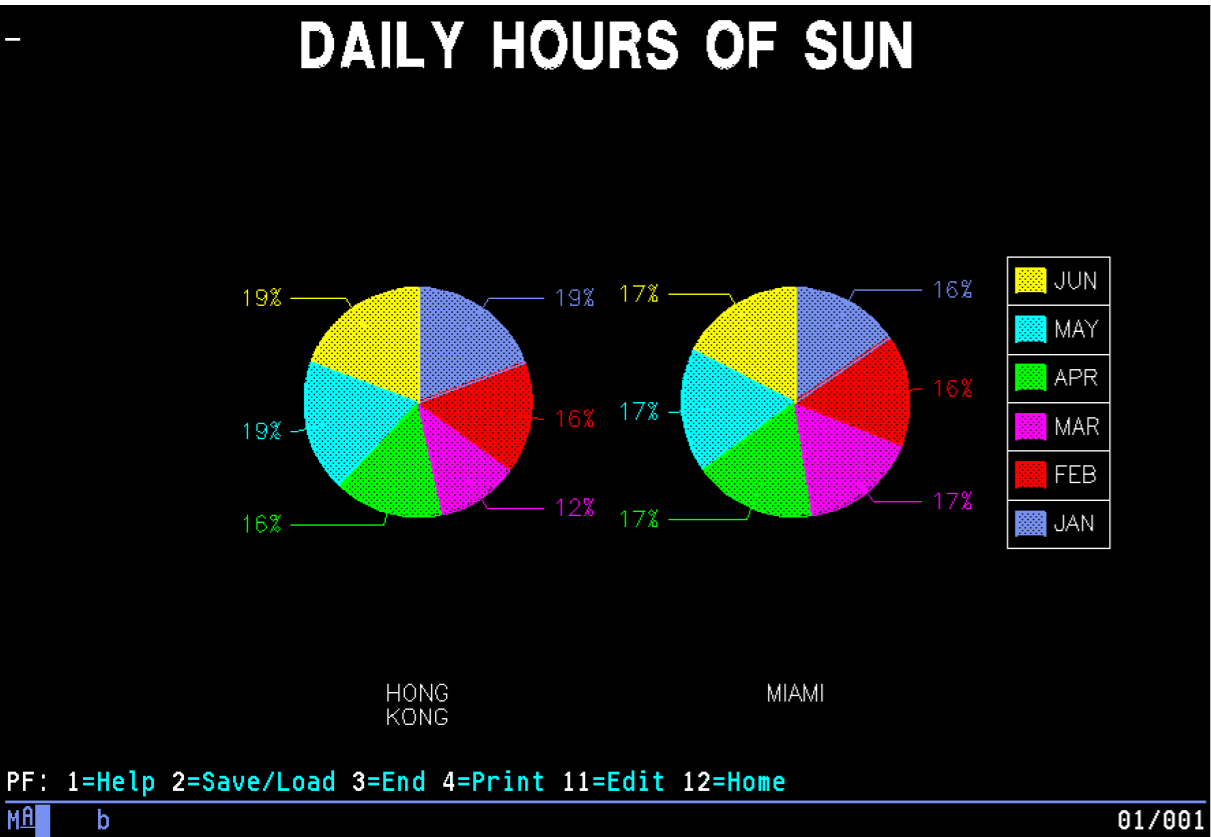 DAILY HOURS OF SUN
19%
19%
16%
12%
16%
19%
17%
16%
16%
17%
17%
17%
JUN
MAY
APR
MAR
FEB
JAN
HONG
KONG
MIAMI
PF: 1=Help 2=Save/Load 3=End 4=Print 11=Edit 12=Home
MA b 01/001